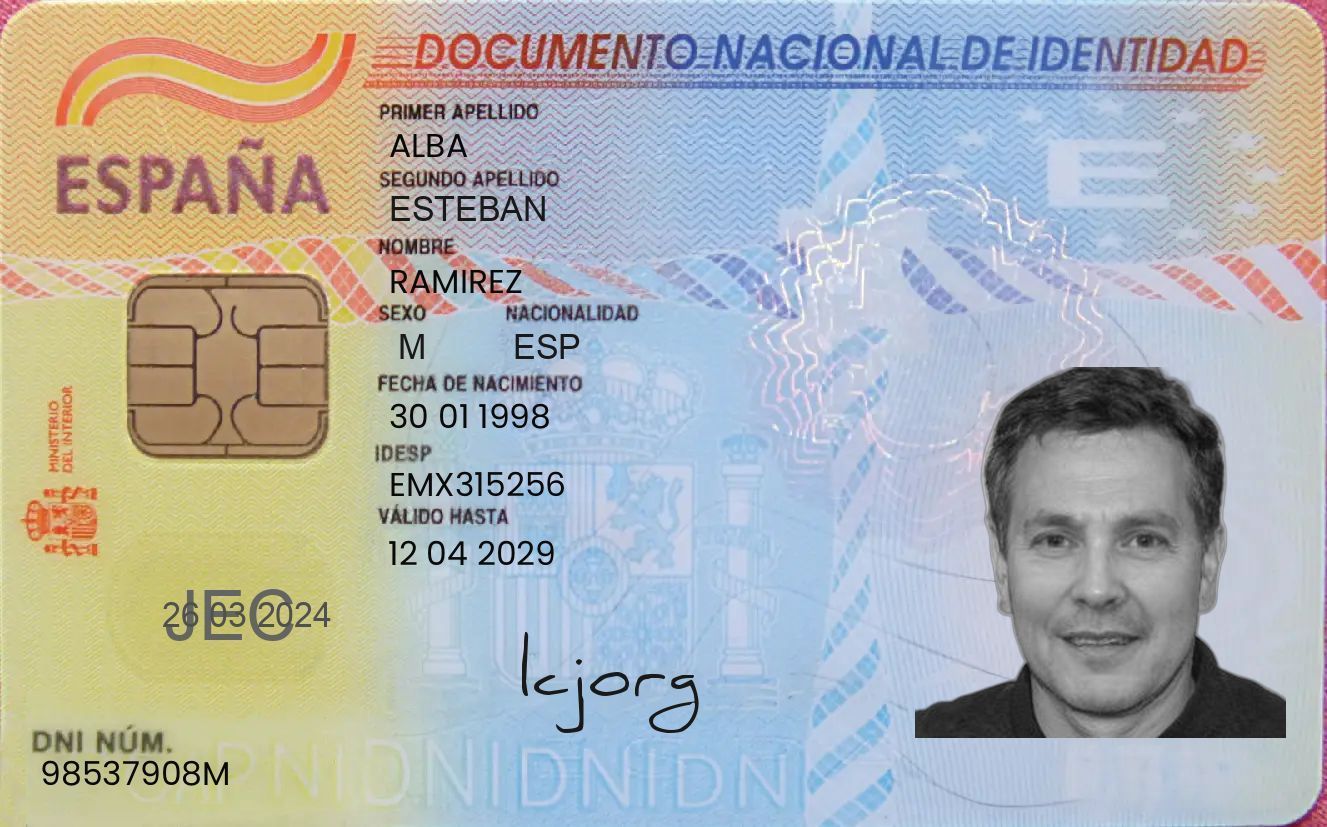 DOCUMENTO NACIONAL DE IDENTIDAD
ESPAÑA
PRIMER APELLIDO
ALBA
SEGUNDO APELLIDO
ESTEBAN
NOMBRE
RAMIREZ
SEXO NACIONALIDAD
M ESP
FECHA DE NACIMIENTO
30 01 1998
IDESP
EMX315256
VÁLIDO HASTA
12 04 2029
MINISTERIO
DEL INTERIOR
26 03 2024
JEC
kjorg
DNI NÚM.
98537908M
DNIDNIDNIDN
E